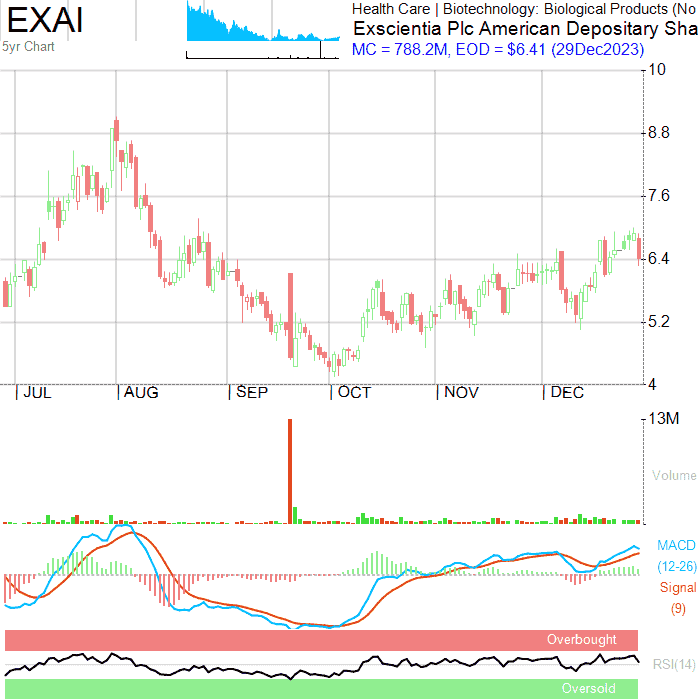 EXAI
5yr Chart
Health Care | Biotechnology: Biological Products (No
Exscientia Plc American Depositary Sha
MC = 788.2M, EOD = $6.41 (29Dec2023)
10
8.8
7.6
6.4
5.2
4
JUL AUG SEP OCT NOV DEC
13M
Volume
MACD
(12-26)
Signal
(9)
Overbought
RSI(14)
Oversold